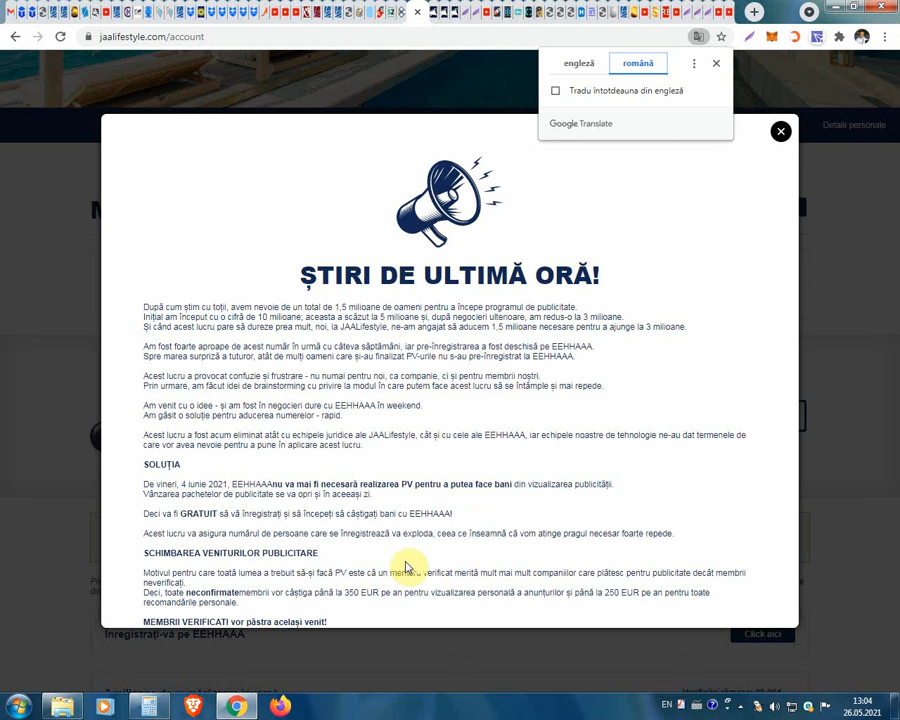 jaalifestyle.com/account
engleză
română
Tradu întotdeauna din engleză
Google Translate
Detalii personale
ȘTIRI DE ULTIMĂ ORĂ!
După cum știm cu toții, avem nevoie de un total de 1,5 milioane de oameni pentru a începe programul de publicitate.
Inițial am început cu o cifră de 10 milioane; aceasta a scăzut la 5 milioane și, după negocieri ulterioare, am redus-o la 3 milioane.
Și când acest lucru pare să dureze prea mult, noi, la JAALifestyle, ne-am angajat să aducem 1,5 milioane necesare pentru a ajunge la 3 milioane.
Am fost foarte aproape de acest număr în urmă cu câteva săptămâni, iar pre-înregistrarea a fost deschisă pe EEHHAAA.
Spre marea surpriză a tuturor, atât de mulți oameni care și-au finalizat PV-urile nu s-au pre-înregistrat la EEHHAAA.
Acest lucru a provocat confuzie și frustrare - nu numai pentru noi, ca companie, ci și pentru membrii noștri.
Prin urmare, am făcut idei de brainstorming cu privire la modul în care putem face acest lucru să se întâmple și mai repede.
Am venit cu o idee - și am fost în negocieri dure cu EEHHAAA în weekend.
Am găsit o soluție pentru aducerea numerelor - rapid.
Acest lucru a fost acum eliminat atât cu echipele juridice ale JAALifestyle, cât și cu cele ale EEHHAAA, iar echipele noastre de tehnologie ne-au dat termenele de
care vor avea nevoie pentru a pune în aplicare acest lucru.
SOLUȚIA
De vineri, 4 iunie 2021, EEHHAAAnu va mai fi necesară realizarea PV pentru a putea face bani din vizualizarea publicității.
Vânzarea pachetelor de publicitate se va opri și în aceeași zi.
Deci va fi GRATUIT să vă înregistrați și să începeți să câștigați bani cu EEHHAAA!
Acest lucru va asigura numărul de persoane care se înregistrează va exploda, ceea ce înseamnă că vom atinge pragul necesar foarte repede.
SCHIMBAREA VENITURILOR PUBLICITARE
Motivul pentru care toată lumea a trebuit să-și facă PV este că un membru verificat merită mult mai mult companiilor care plătesc pentru publicitate decât membrii
neverificați.
Deci, toate neconfirmatemembrii vor câștiga până la 350 EUR pe an pentru vizualizarea personală a anunțurilor și până la 250 EUR pe an pentru toate
recomandările personale.
MEMBRII VERIFICATI vor păstra același venit!
Înregistrați-vă pe EEHHAAA
Click aici
EN
13:04
26.05.2021